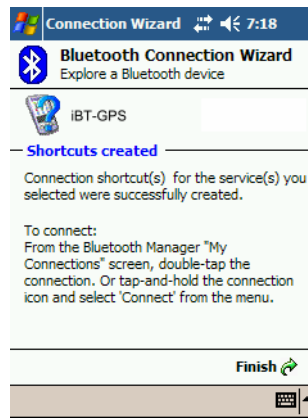 Connection Wizard 7:18
Bluetooth Connection Wizard
Explore a Bluetooth device
iBT-GPS
Shortcuts created
Connection shortcut(s) for the service(s) you
selected were successfully created.
To connect:
From the Bluetooth Manager "My
Connections" screen, double-tap the
connection. Or tap-and-hold the connection
icon and select 'Connect' from the menu.
Finish